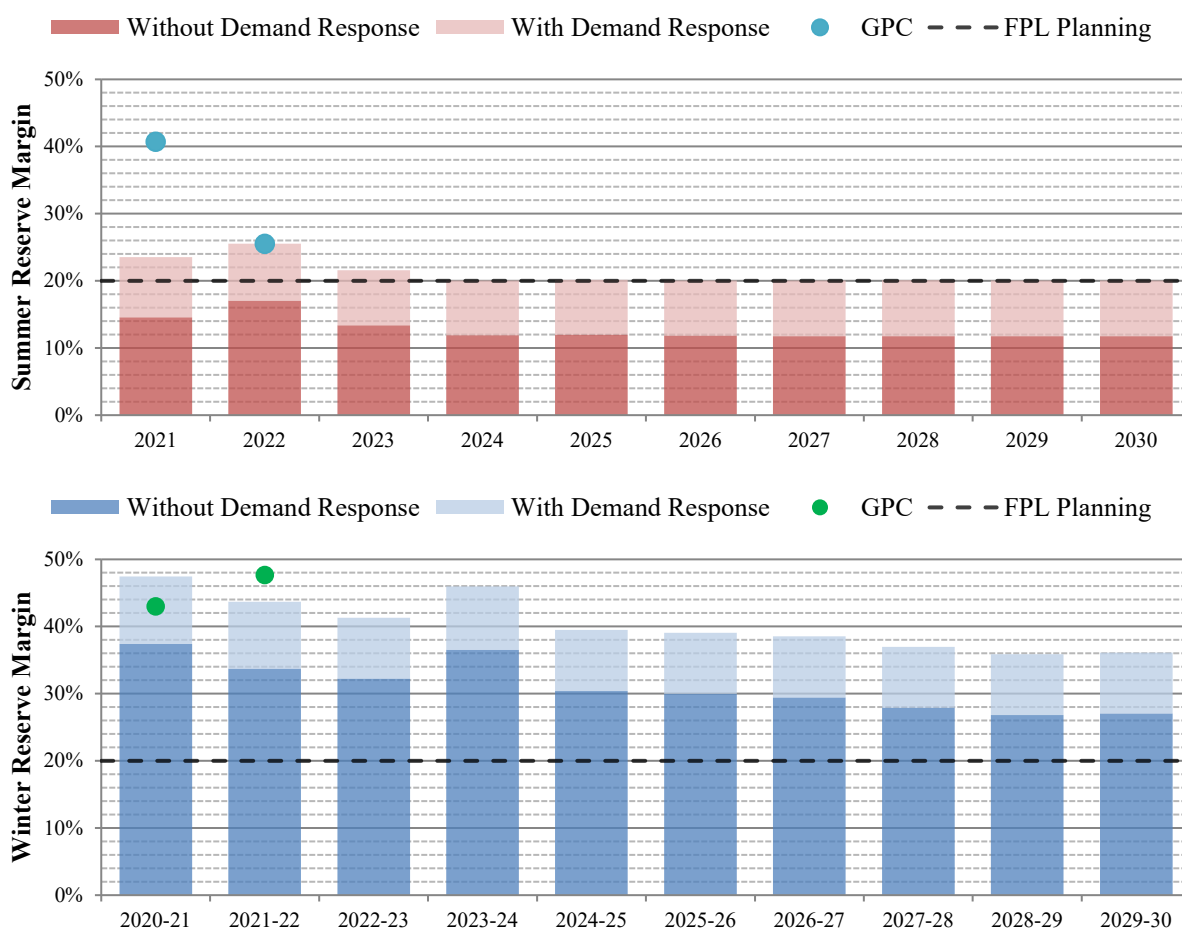 Without Demand Response With Demand Response GPC FPL Planning
Summer Reserve Margin
50%
40%
30%
20%
10%
0%
2021 2022 2023 2024 2025 2026 2027 2028 2029 2030
Without Demand Response With Demand Response GPC FPL Planning
Winter Reserve Margin
50%
40%
30%
20%
10%
0%
2020-21 2021-22 2022-23 2023-24 2024-25 2025-26 2026-27 2027-28 2028-29 2029-30